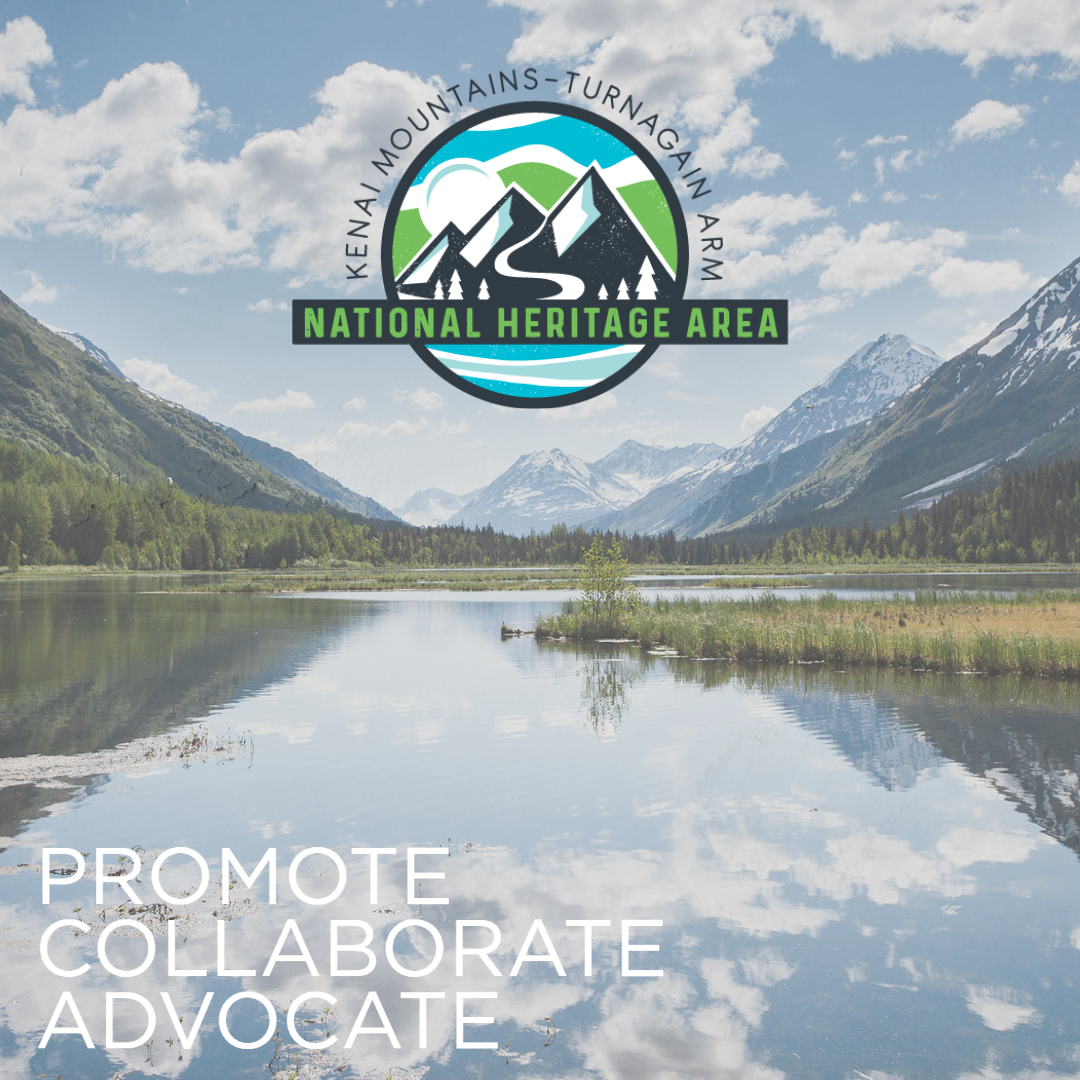 KENAI MOUNTAINS–TURNAGAIN ARM
NATIONAL HERITAGE AREA
PROMOTE
COLLABORATE
ADVOCATE